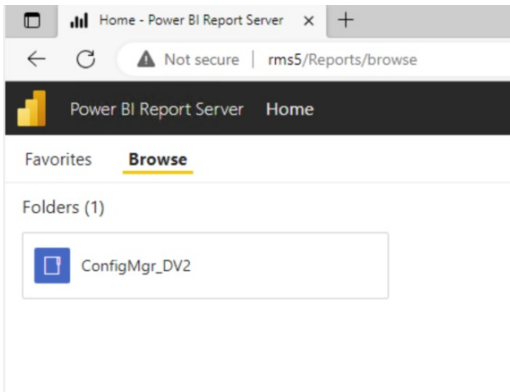 Home - Power BI Report Server
Not secure | rms5/Reports/browse
Power BI Report Server Home
Favorites Browse
Folders (1)
ConfigMgr_DV2